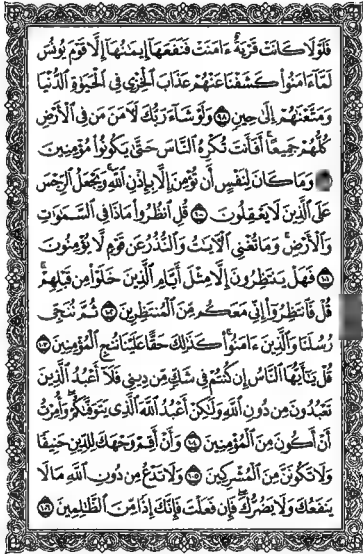 فَلَوْلَا كَانَتْ قَرْيَةٌ ءَامَنَتْ فَنَفَعَهَآ إِيمَٰنُهَآ إِلَّا قَوْمَ يُونُسَ
لَمَّآ ءَامَنُوا۟ كَشَفْنَا عَنْهُمْ عَذَابَ ٱلْخِزْىِ فِى ٱلْحَيَوٰةِ ٱلدُّنْيَا
وَمَتَّعْنَٰهُمْ إِلَىٰ حِينٍ ٩٨ وَلَوْ شَآءَ رَبُّكَ لَءَامَنَ مَن فِى ٱلْأَرْضِ
كُلُّهُمْ جَمِيعًا أَفَأَنتَ تُكْرِهُ ٱلنَّاسَ حَتَّىٰ يَكُونُوا۟ مُؤْمِنِينَ
وَمَا كَانَ لِنَفْسٍ أَن تُؤْمِنَ إِلَّا بِإِذْنِ ٱللَّهِ وَيَجْعَلُ ٱلرِّجْسَ
عَلَى ٱلَّذِينَ لَا يَعْقِلُونَ ١٠٠ قُلِ ٱنظُرُوا۟ مَاذَا فِى ٱلسَّمَٰوَٰتِ
وَٱلْأَرْضِ وَمَا تُغْنِى ٱلْءَايَٰتُ وَٱلنُّذُرُ عَن قَوْمٍ لَّا يُؤْمِنُونَ
١٠١ فَهَلْ يَنتَظِرُونَ إِلَّا مِثْلَ أَيَّامِ ٱلَّذِينَ خَلَوْا۟ مِن قَبْلِهِمْ
قُلْ فَٱنتَظِرُوٓا۟ إِنِّى مَعَكُم مِّنَ ٱلْمُنتَظِرِينَ ١٠٢ ثُمَّ نُنَجِّى
رُسُلَنَا وَٱلَّذِينَ ءَامَنُوا۟ كَذَٰلِكَ حَقًّا عَلَيْنَا نُنجِ ٱلْمُؤْمِنِينَ ١٠٣
قُلْ يَٰٓأَيُّهَا ٱلنَّاسُ إِن كُنتُمْ فِى شَكٍّ مِّن دِينِى فَلَآ أَعْبُدُ ٱلَّذِينَ
تَعْبُدُونَ مِن دُونِ ٱللَّهِ وَلَٰكِنْ أَعْبُدُ ٱللَّهَ ٱلَّذِى يَتَوَفَّىٰكُمْ وَأُمِرْتُ
أَنْ أَكُونَ مِنَ ٱلْمُؤْمِنِينَ ١٠٤ وَأَنْ أَقِمْ وَجْهَكَ لِلدِّينِ حَنِيفًا
وَلَا تَكُونَنَّ مِنَ ٱلْمُشْرِكِينَ ١٠٥ وَلَا تَدْعُ مِن دُونِ ٱللَّهِ مَا لَا
يَنفَعُكَ وَلَا يَضُرُّكَ فَإِن فَعَلْتَ فَإِنَّكَ إِذًا مِّنَ ٱلظَّٰلِمِينَ ١٠٦